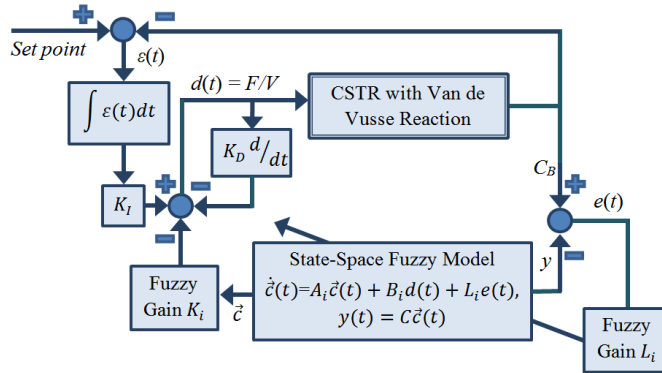 Set point
ε(t)
∫ ε(t)dt
K_I
d(t) = F/V
K_D d/dt
CSTR with Van de
Vusse Reaction
C_B
e(t)
y
State-Space Fuzzy Model
ċ⃗(t)=A_i c⃗(t) + B_i d(t) + L_i e(t),
y(t) = Cc⃗(t)
c⃗
Fuzzy
Gain K_i
Fuzzy
Gain L_i